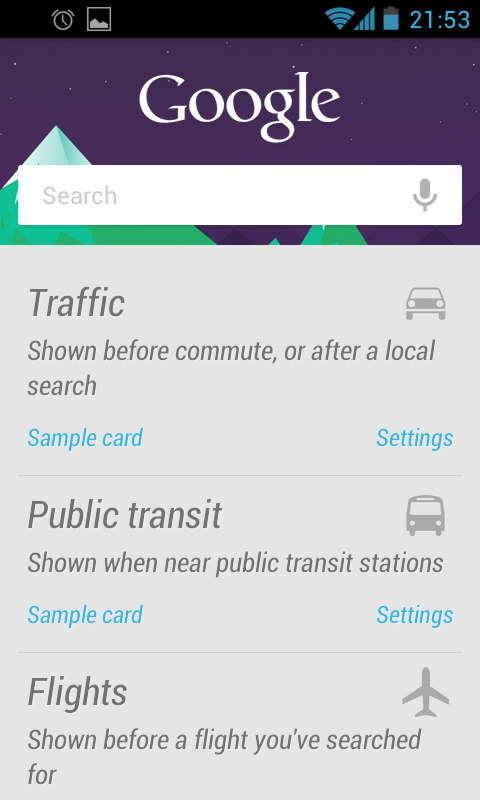 21:53
Google
Search
Traffic
Shown before commute, or after a local
search
Sample card Settings
Public transit
Shown when near public transit stations
Sample card Settings
Flights
Shown before a flight you've searched
for